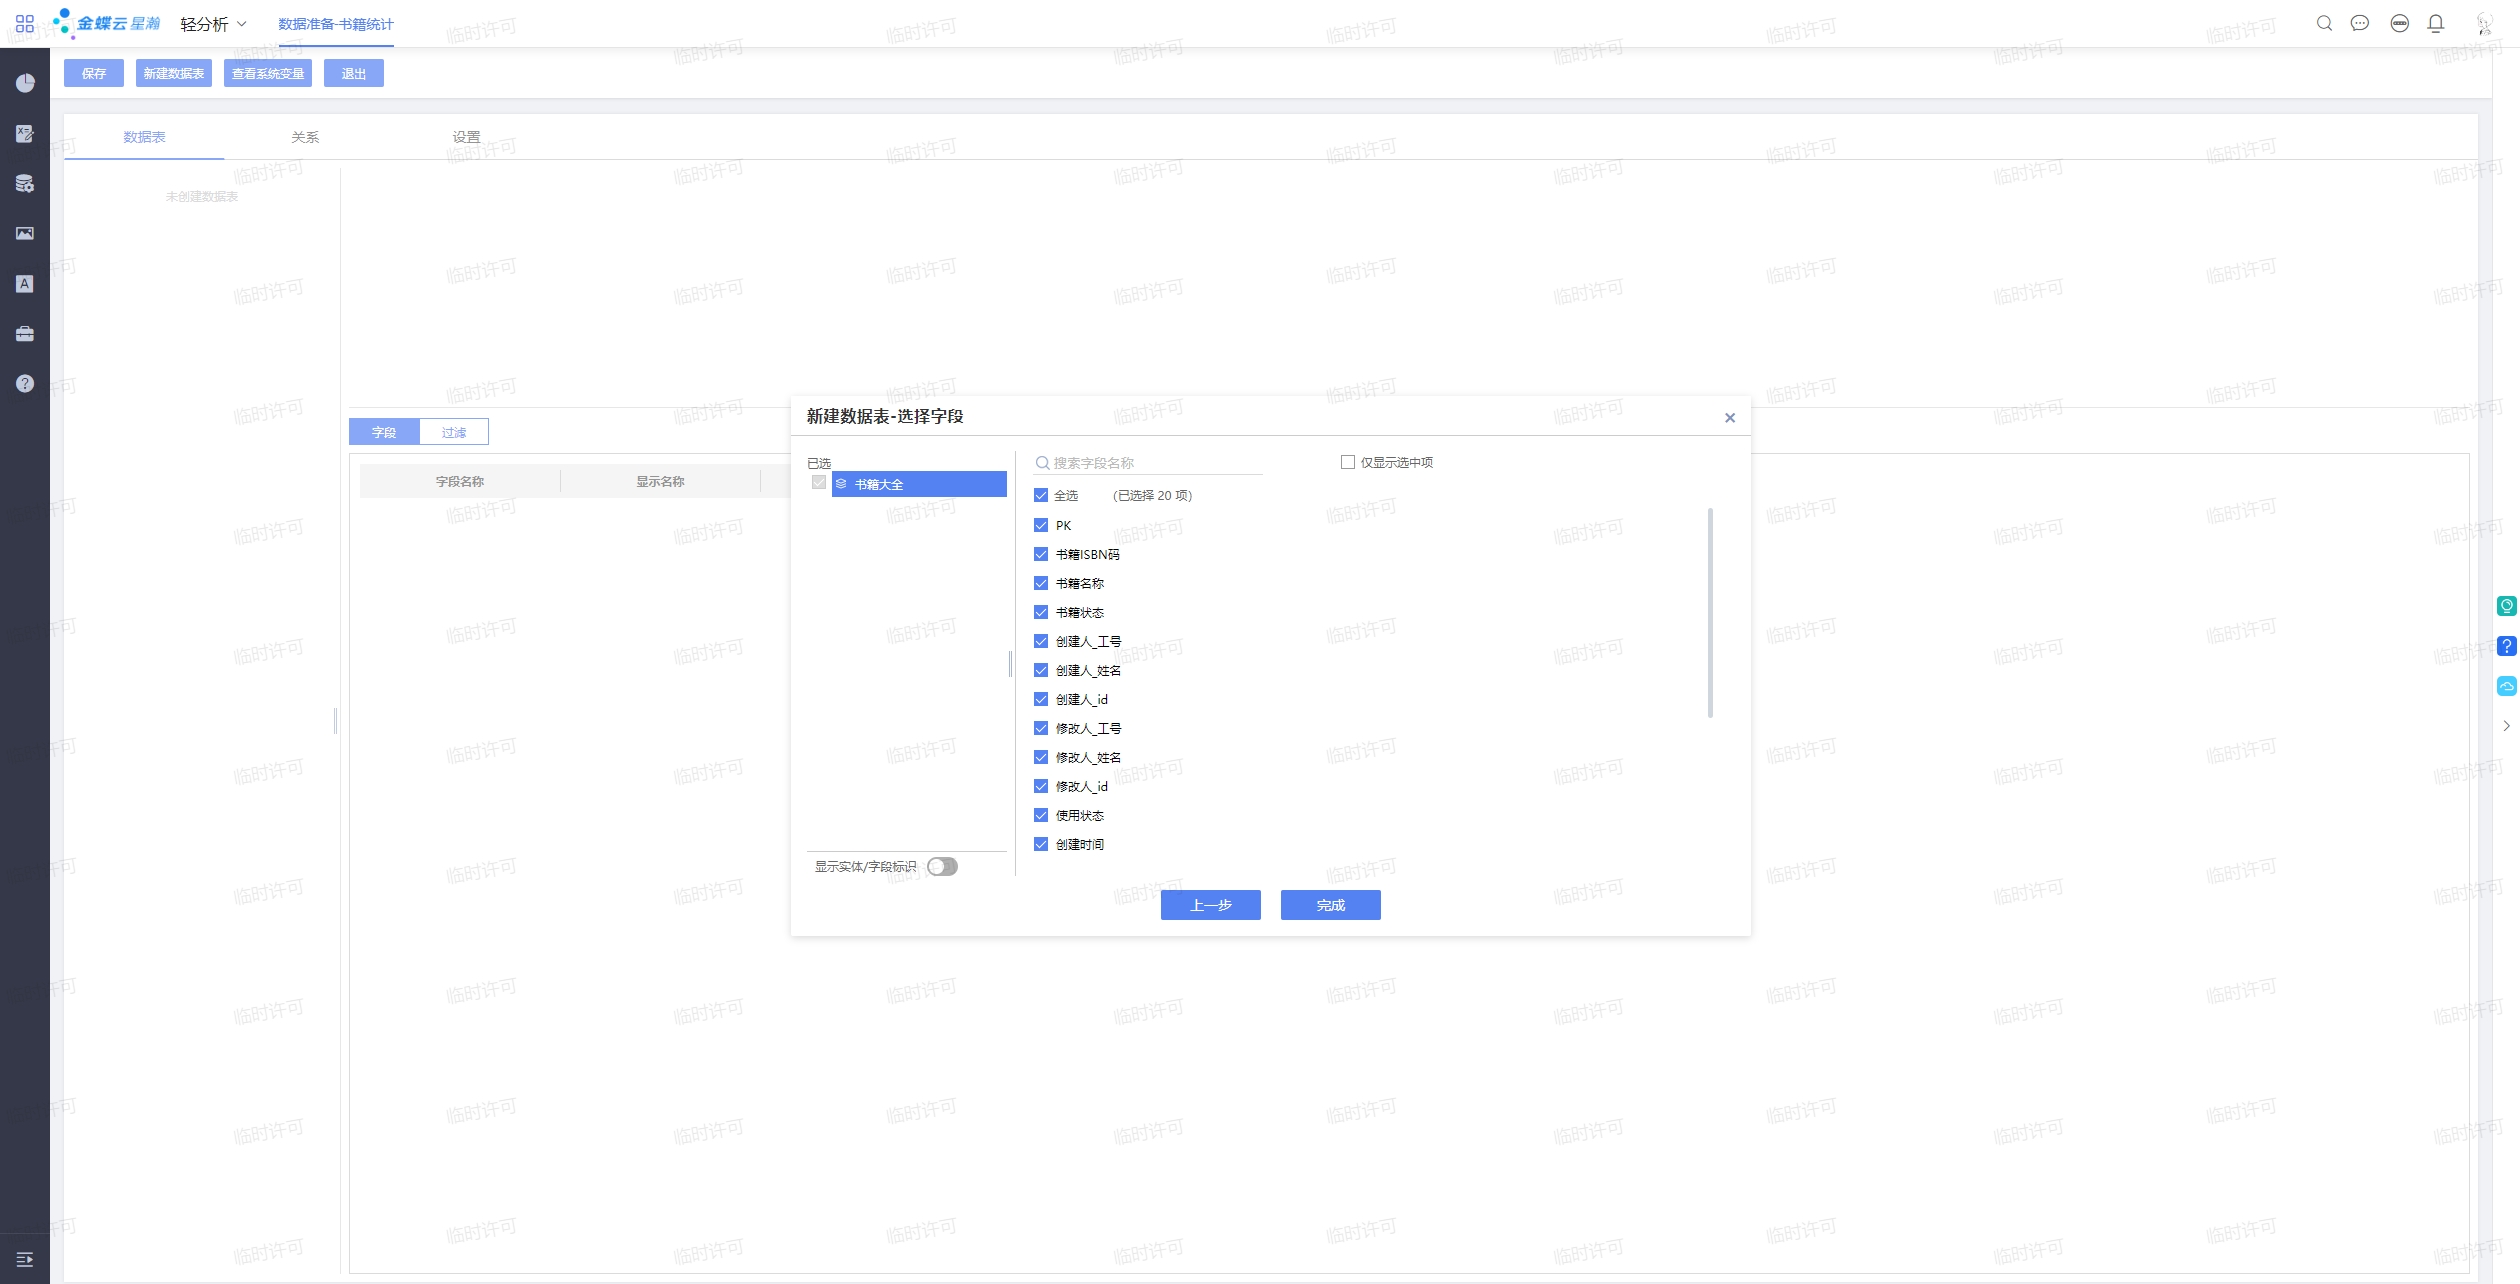 金蝶云星瀚 轻分析 数据准备-书籍统计
保存 新建数据表 查看系统变量 退出
数据表 关系 设置
未创建数据表
字段 过滤
字段名称 显示名称
新建数据表-选择字段
已选
书籍大全
搜索字段名称 仅显示选中项
全选 (已选择 20 项)
PK
书籍ISBN码
书籍名称
书籍状态
创建人_工号
创建人_姓名
创建人_id
修改人_工号
修改人_姓名
修改人_id
使用状态
创建时间
显示实体/字段标识
上一步 完成
临时许可